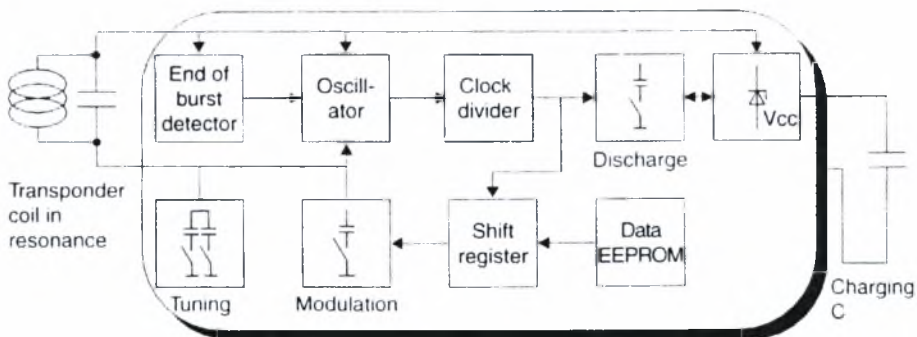 End of
burst
detector
Oscill-
ator
Clock
divider
Vcc
Discharge
Transponder
coil in
resonance
Tuning
Modulation
Shift
register
Data
EEPROM
Charging
C